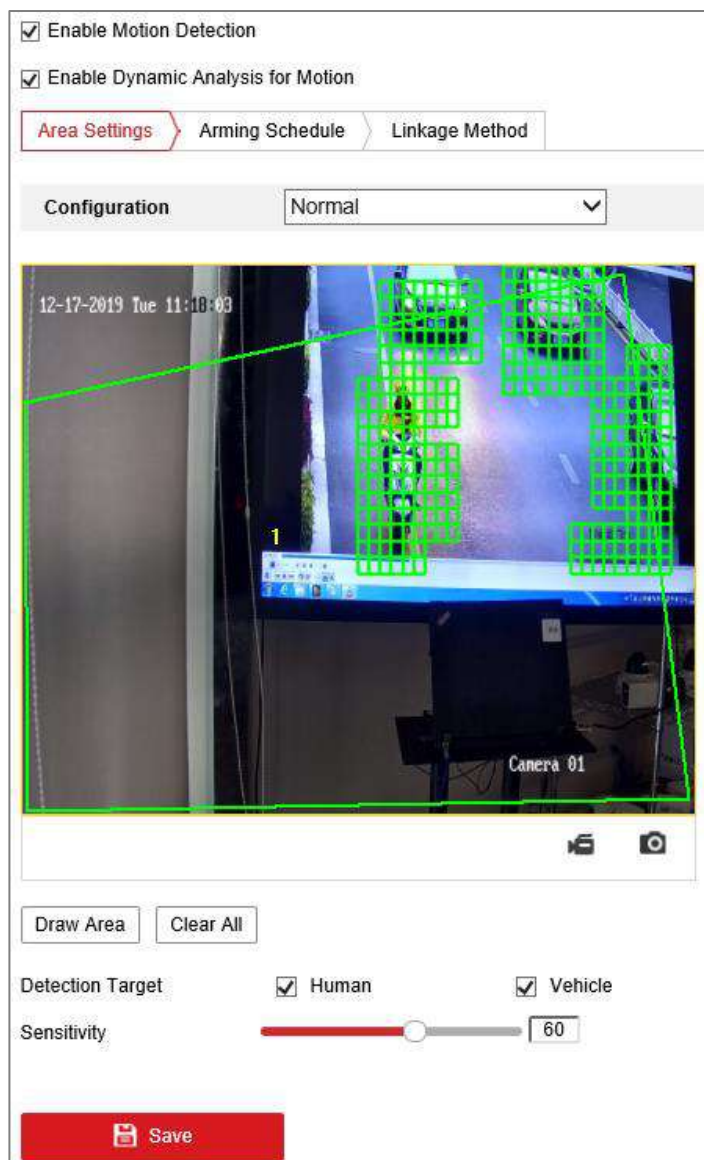 Enable Motion Detection
Enable Dynamic Analysis for Motion
Area Settings
Arming Schedule
Linkage Method
Configuration
Normal
12-17-2019 Tue 11:18:03
1
Camera 01
Draw Area
Clear All
Detection Target
Human
Vehicle
Sensitivity
60
Save